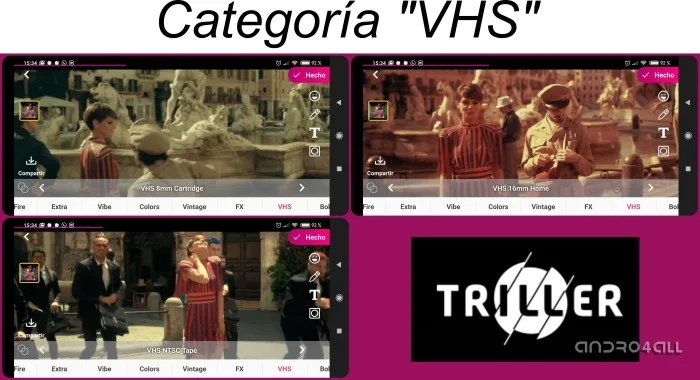 Categoría "VHS"
15:34
92 %
Hecho
Compartir
T
VHS 8mm Cartridge
Fire Extra Vibe Colors Vintage FX VHS Bol
15:34
92 %
Hecho
Compartir
T
VHS 16mm Home
Fire Extra Vibe Colors Vintage FX VHS Bol
15:34
92 %
Hecho
Compartir
T
VHS NTSC Tape
Fire Extra Vibe Colors Vintage FX VHS Bol
TRILLER
ANDRO4ALL